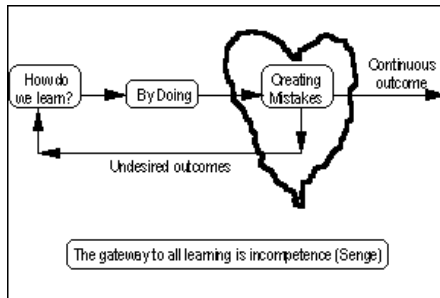 How do
we learn?
By Doing
Creating
Mistakes
Continuous
outcome
Undesired outcomes
The gateway to all learning is incompetence (Senge)